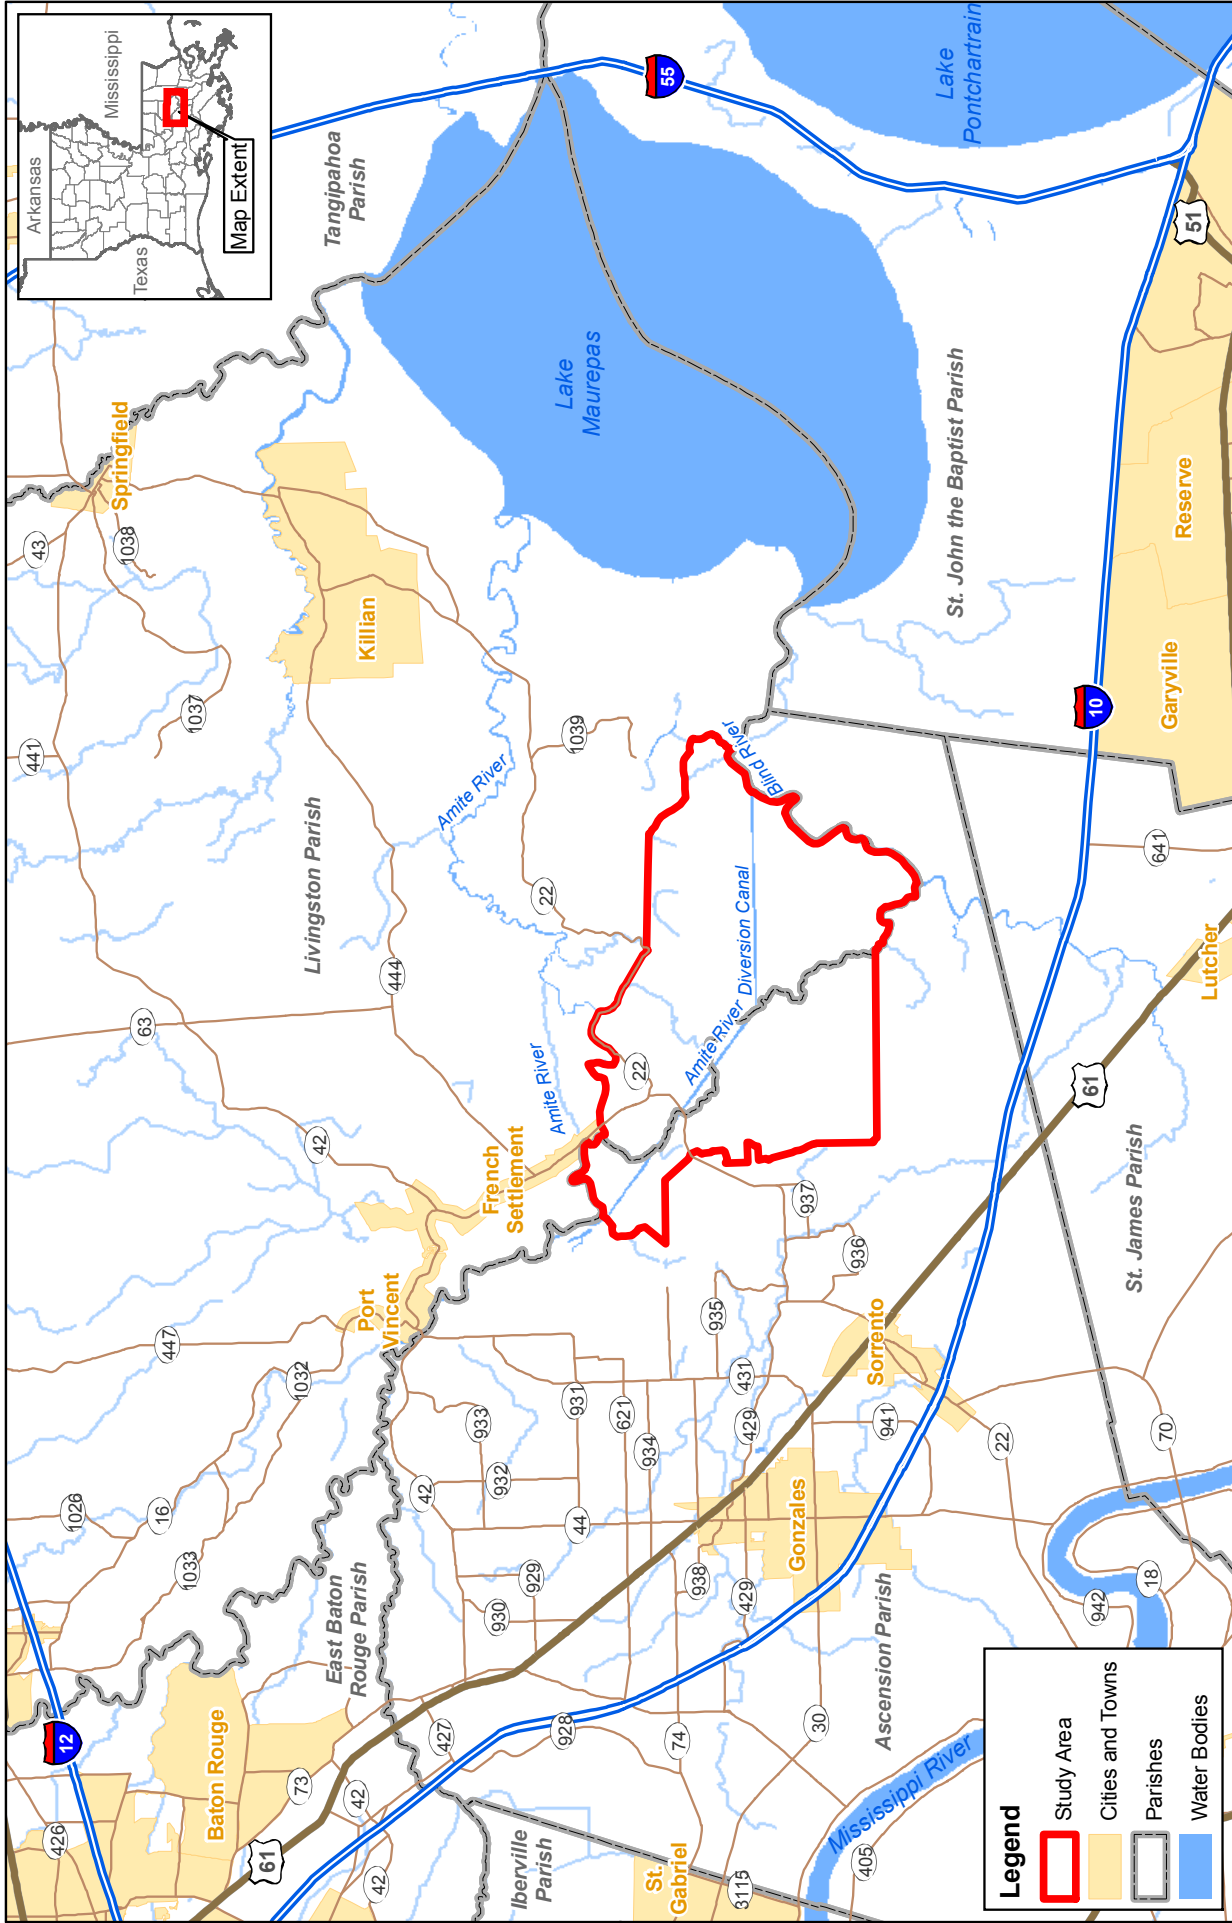 Arkansas
Mississippi
Texas
Map Extent
12
426
Baton Rouge
73
61
42
42
427
1026
16
1033
East Baton
Rouge Parish
447
1032
Port
Vincent
63
42
444
441
1037
43
1038
Springfield
Livingston Parish
Killian
Tangipahoa
Parish
55
Lake
Pontchartrain
Lake
Maurepas
Amite River
1039
22
Amite River
French
Settlement
22
Amite River Diversion Canal
Blind River
Iberville
Parish
St.
Gabriel
3115
928
74
930
929
42
932
933
931
621
934
44
938
429
429
431
935
937
936
Gonzales
30
941
Sorrento
Ascension Parish
Mississippi River
405
942
18
22
70
St. James Parish
61
10
641
Lutcher
St. John the Baptist Parish
Garyville
Reserve
51
Legend
Study Area
Cities and Towns
Parishes
Water Bodies